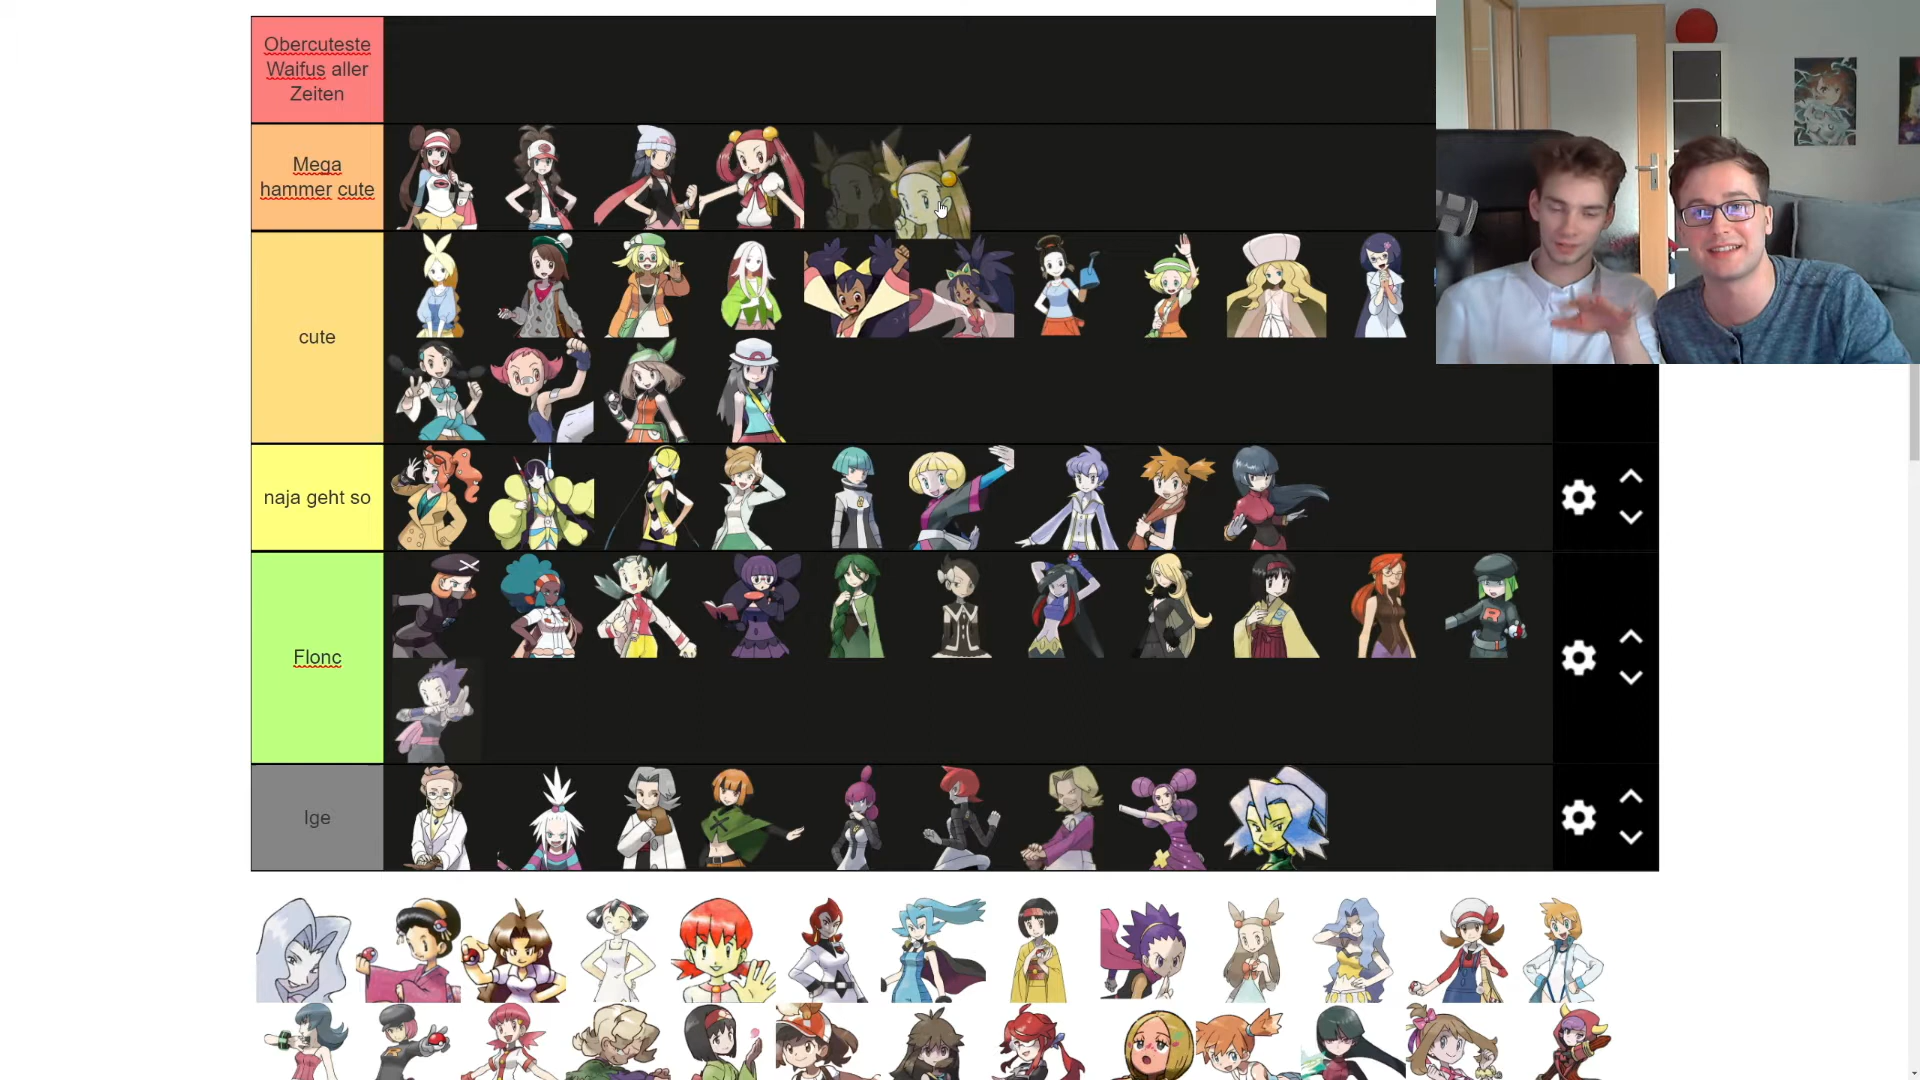 Obercuteste
Waifus aller
Zeiten
Mega
hammer cute
cute
naja geht so
Flonc
Ige
R